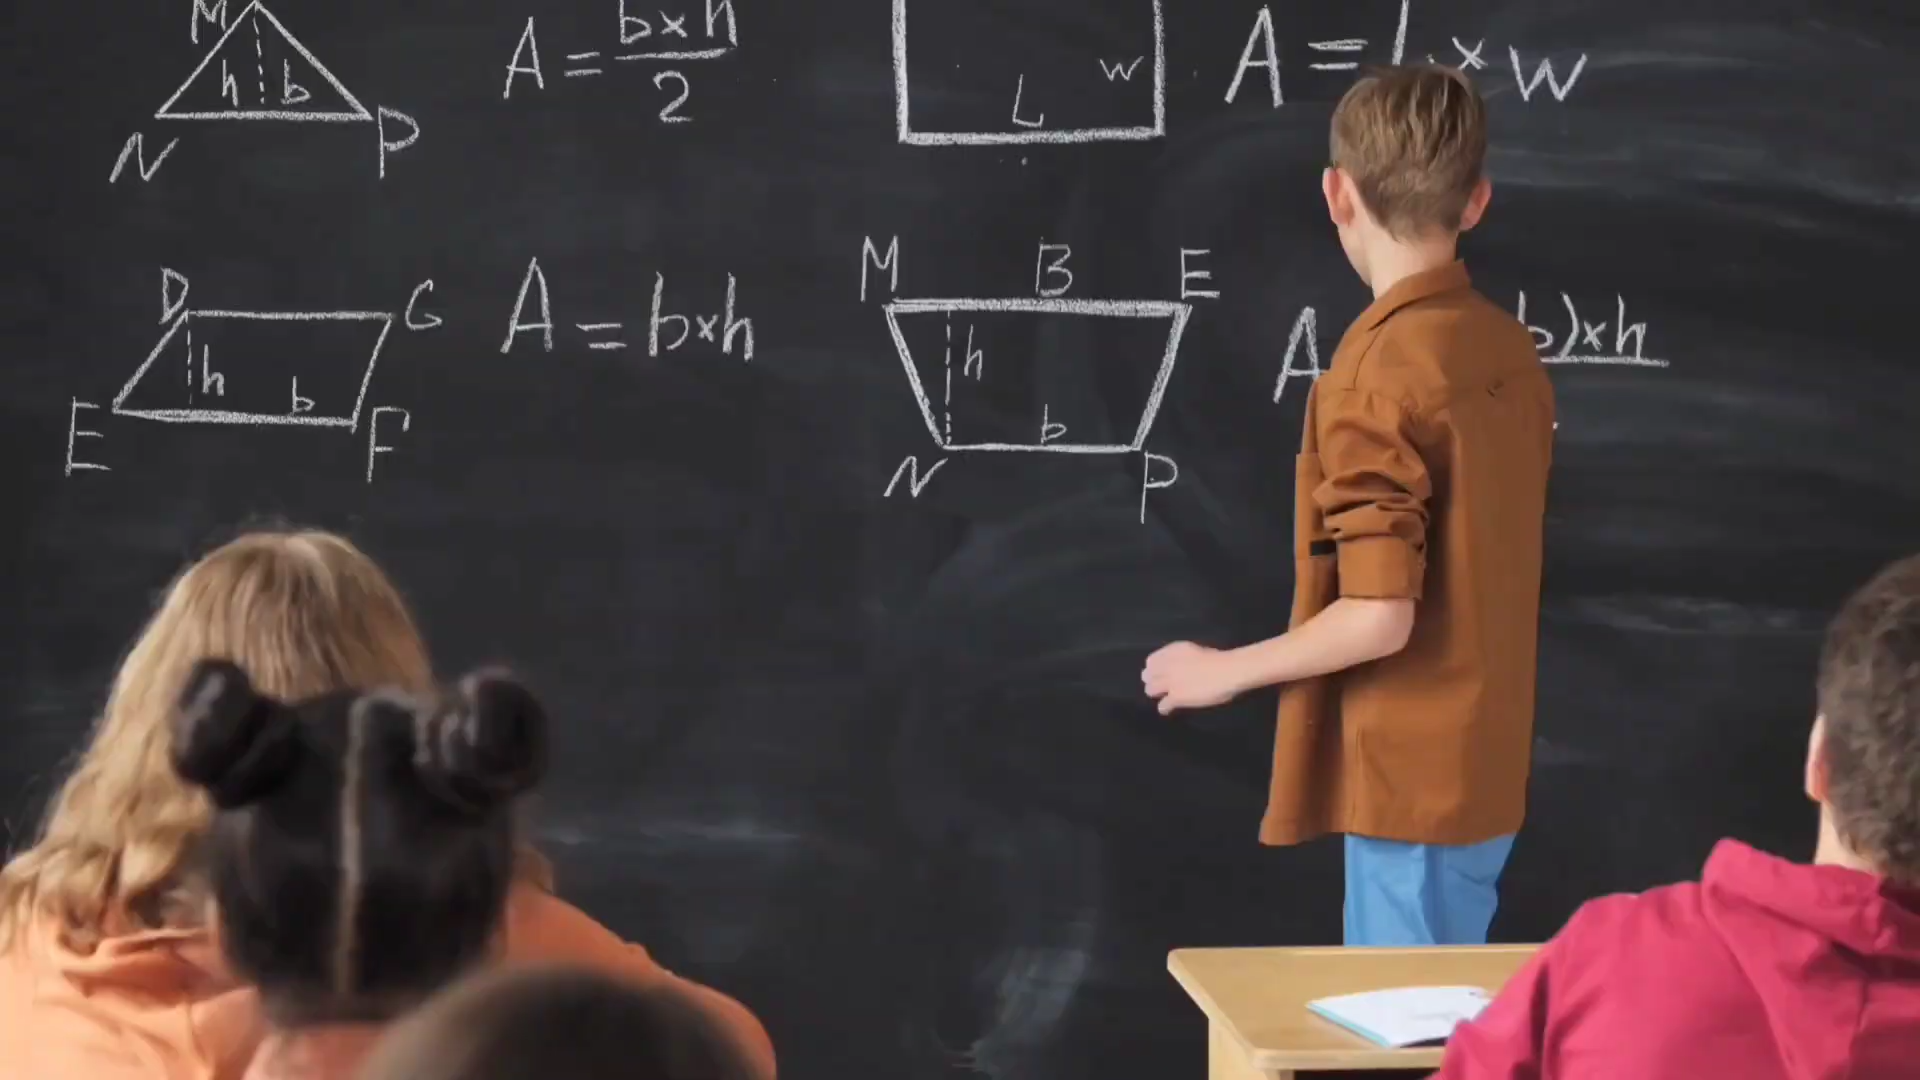 M
h b
N P
A = b×h
2
L w
A = L × w
D G
h b
E F
A = b×h
M B E
h
b
N P
A b)×h